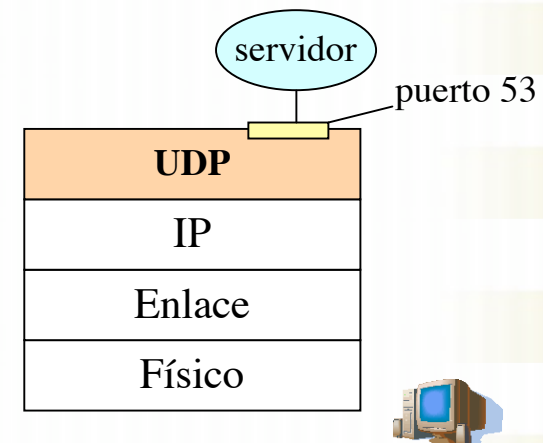 servidor
puerto 53
UDP
IP
Enlace
Físico